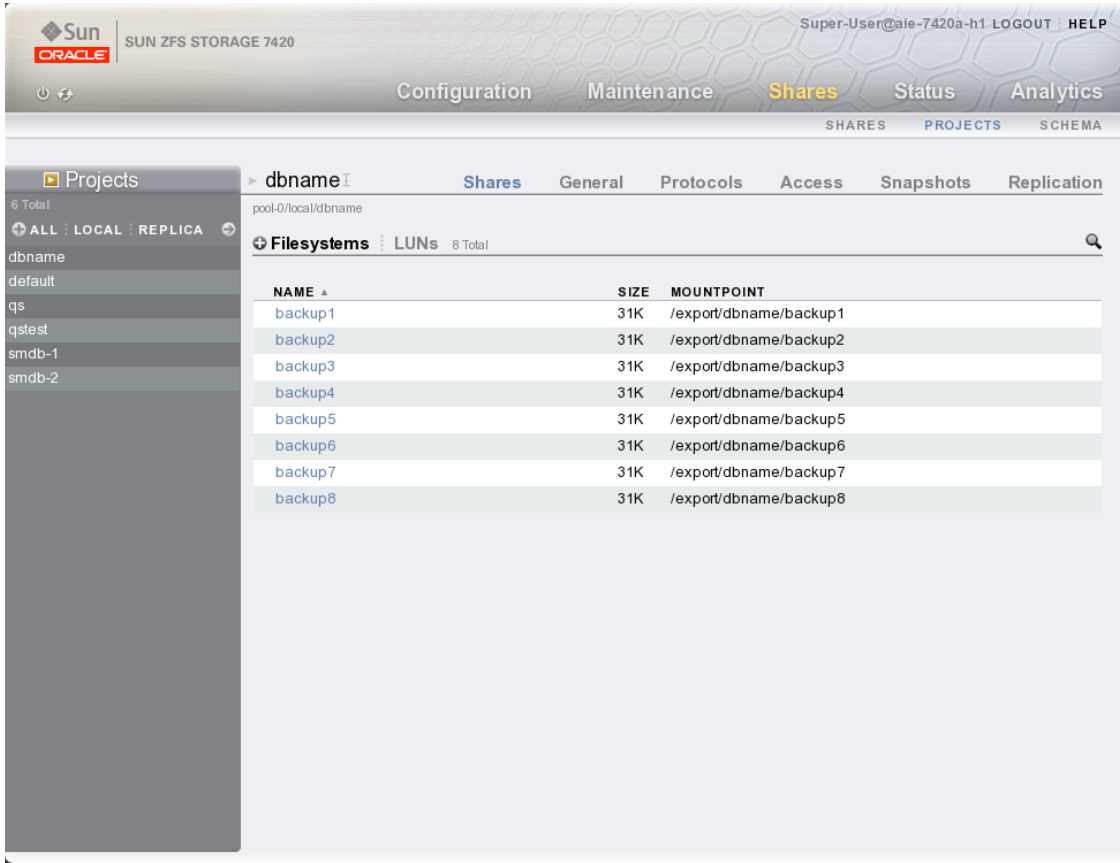 Super-User@aie-7420a-h1 LOGOUT HELP
Sun
ORACLE
SUN ZFS STORAGE 7420
Configuration Maintenance Shares Status Analytics
SHARES PROJECTS SCHEMA
Projects
6 Total
ALL LOCAL REPLICA
dbname
default
qs
qstest
smdb-1
smdb-2
dbname Shares General Protocols Access Snapshots Replication
pool-0/local/dbname
Filesystems LUNs 8 Total
NAME SIZE MOUNTPOINT
backup1 31K /export/dbname/backup1
backup2 31K /export/dbname/backup2
backup3 31K /export/dbname/backup3
backup4 31K /export/dbname/backup4
backup5 31K /export/dbname/backup5
backup6 31K /export/dbname/backup6
backup7 31K /export/dbname/backup7
backup8 31K /export/dbname/backup8